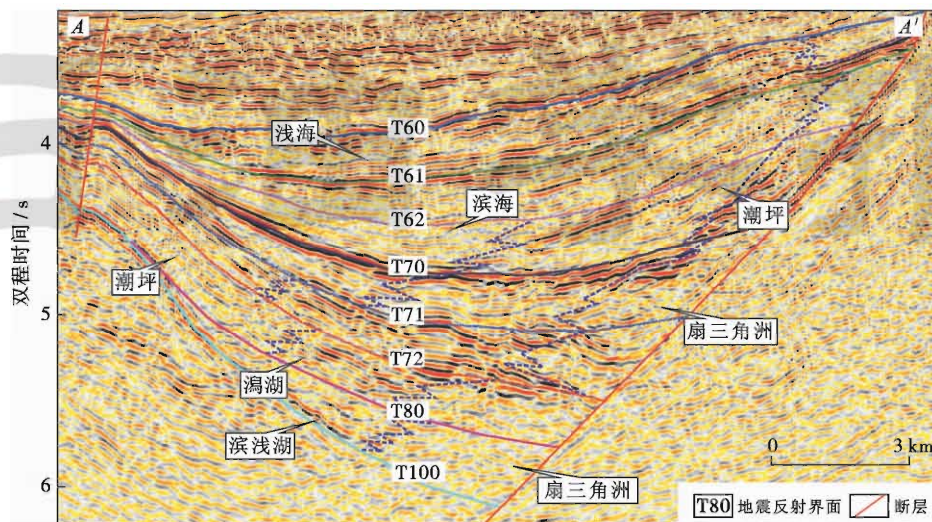 A
A'
T60
浅海
4
T61
T62
滨海
潮坪
T70
潮坪
双程时间/s
5
T71
扇三角洲
T72
潟湖
T80
滨浅湖
0 3 km
T100
6
扇三角洲
T80 地震反射界面 断层